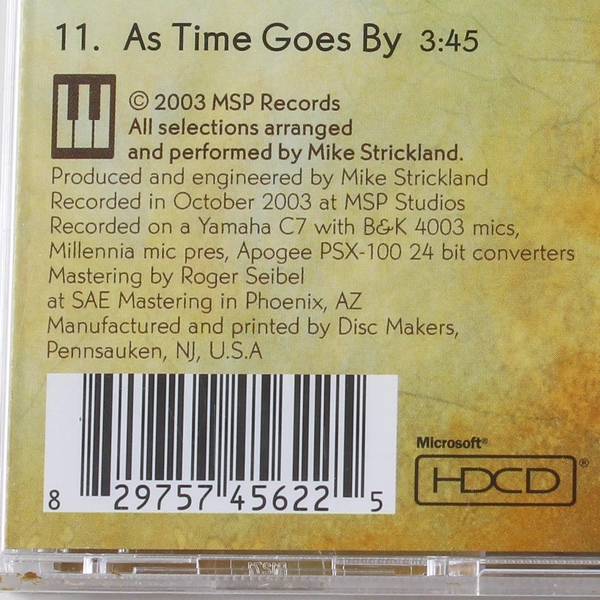 11. As Time Goes By 3:45
© 2003 MSP Records
All selections arranged
and performed by Mike Strickland.
Produced and engineered by Mike Strickland
Recorded in October 2003 at MSP Studios
Recorded on a Yamaha C7 with B&K 4003 mics,
Millennia mic pres, Apogee PSX-100 24 bit converters
Mastering by Roger Seibel
at SAE Mastering in Phoenix, AZ
Manufactured and printed by Disc Makers,
Pennsauken, NJ, U.S.A
8 29757 45622 5
Microsoft®
HDCD®